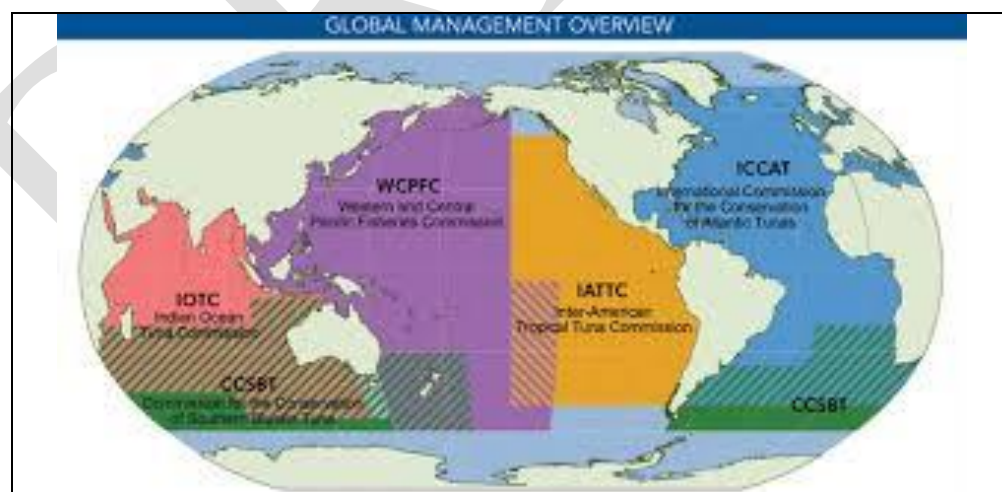 GLOBAL MANAGEMENT OVERVIEW
WCPFC
Western and Central
Pacific Fisheries Commission
ICCAT
International Commission
for the Conservation
of Atlantic Tunas
IOTC
Indian Ocean
Tuna Commission
IATTC
Inter-American
Tropical Tuna Commission
CCSBT
Commission for the Conservation
of Southern Bluefin Tuna
CCSBT